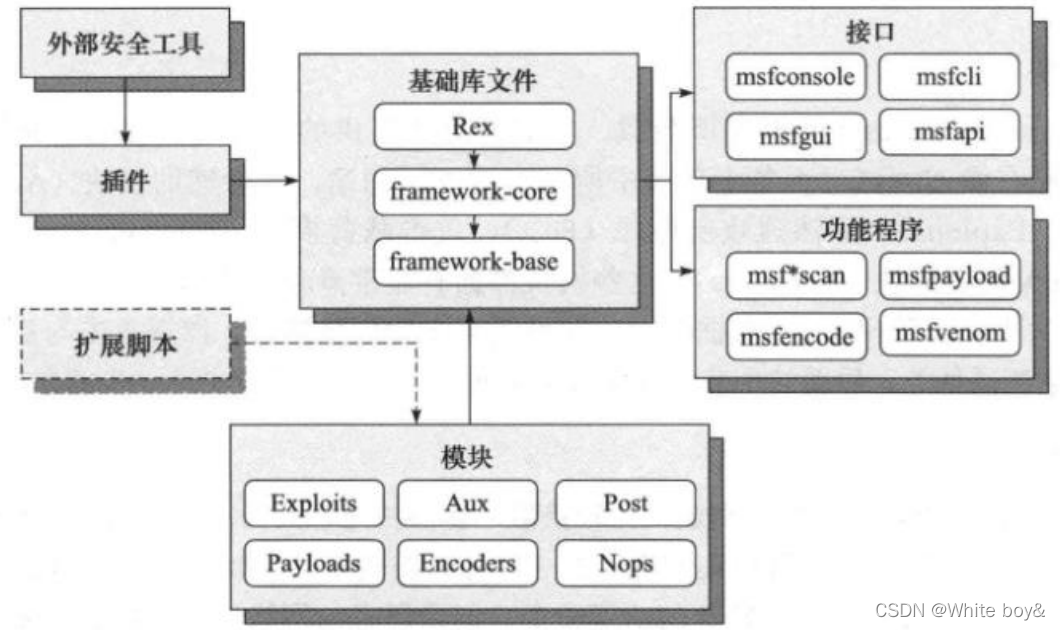 外部安全工具
插件
扩展脚本
基础库文件
Rex
framework-core
framework-base
接口
msfconsole
msfcli
msfgui
msfapi
功能程序
msf*scan
msfpayload
msfencode
msfvenom
模块
Exploits
Aux
Post
Payloads
Encoders
Nops
CSDN @White boy&